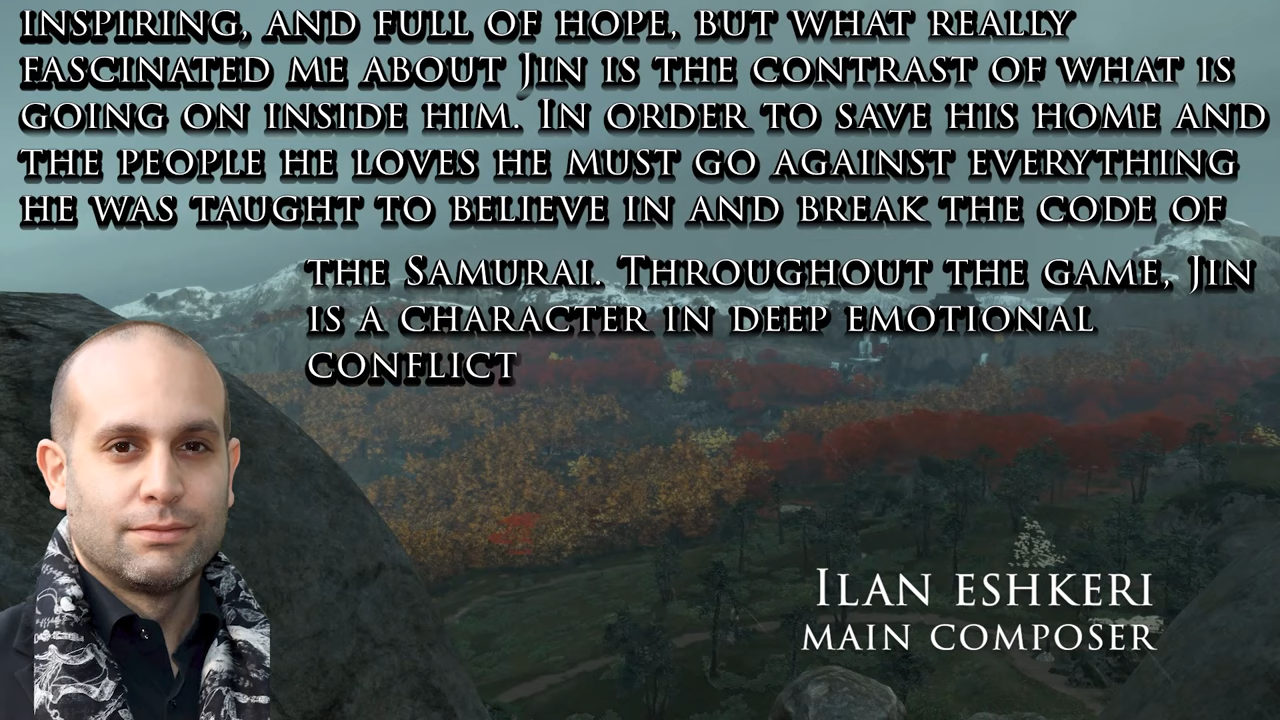 inspiring, and full of hope, but what really
fascinated me about Jin is the contrast of what is
going on inside him. In order to save his home and
the people he loves he must go against everything
he was taught to believe in and break the code of
the Samurai. Throughout the game, Jin
is a character in deep emotional
conflict
Ilan eshkeri
main composer